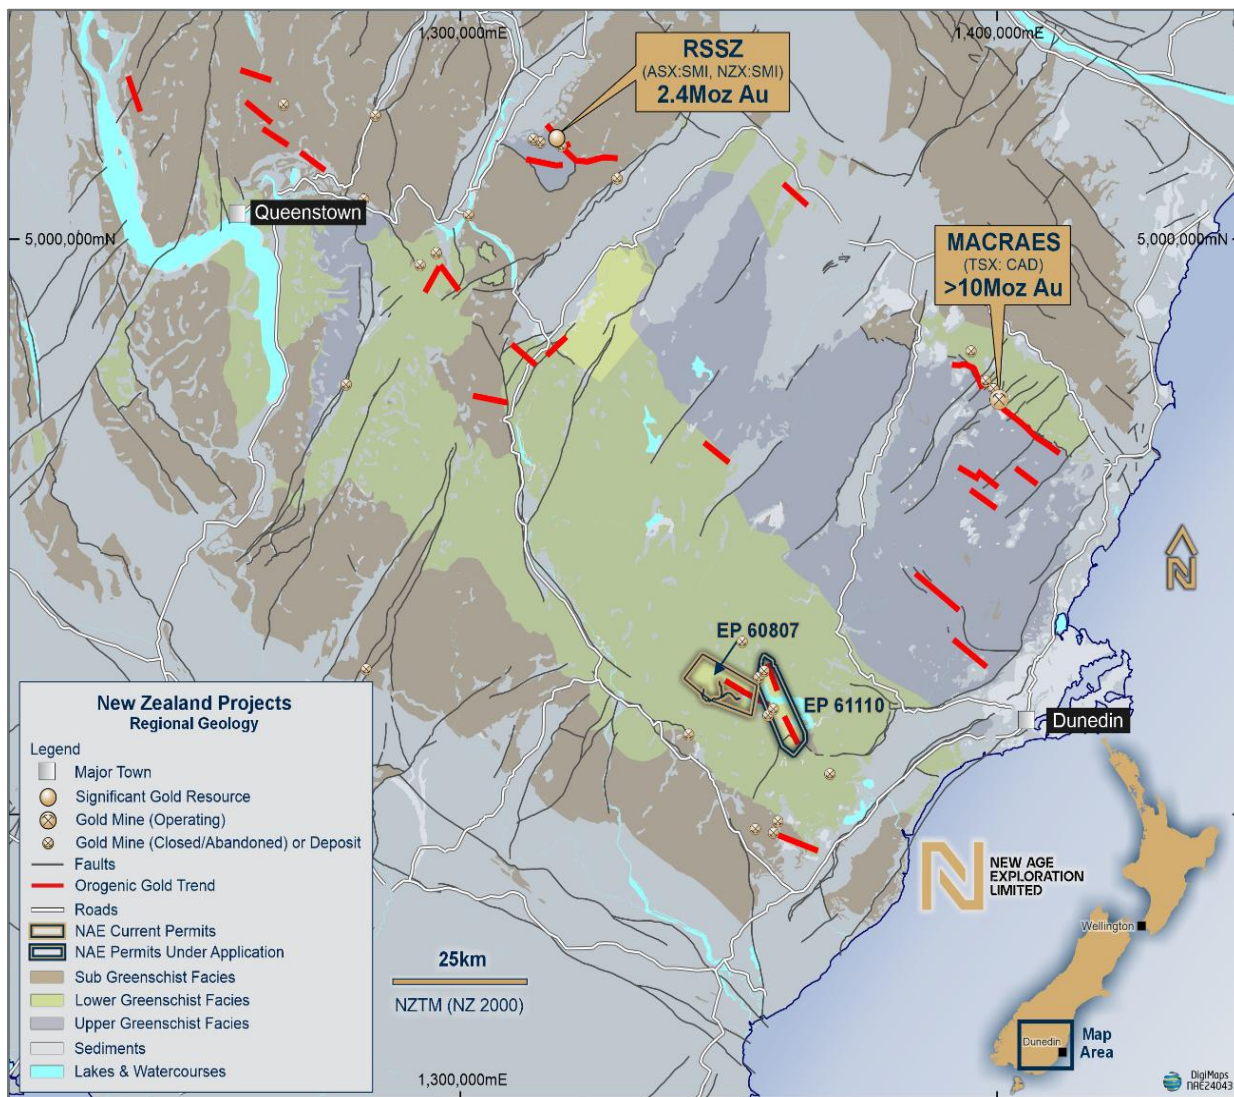 1,300,000mE
1,400,000mE
RSSZ
(ASX:SMI, NZX:SMI)
2.4Moz Au
Queenstown
5,000,000mN
5,000,000mN
MACRAES
(TSX: CAD)
>10Moz Au
EP 60807
EP 61110
Dunedin
New Zealand Projects
Regional Geology
Legend
Major Town
Significant Gold Resource
Gold Mine (Operating)
Gold Mine (Closed/Abandoned) or Deposit
Faults
Orogenic Gold Trend
Roads
NAE Current Permits
NAE Permits Under Application
Sub Greenschist Facies
Lower Greenschist Facies
Upper Greenschist Facies
Sediments
Lakes & Watercourses
25km
NZTM (NZ 2000)
1,300,000mE
N
N
NEW AGE
EXPLORATION
LIMITED
Wellington
Dunedin
Map
Area
DigiMaps
NAE24043